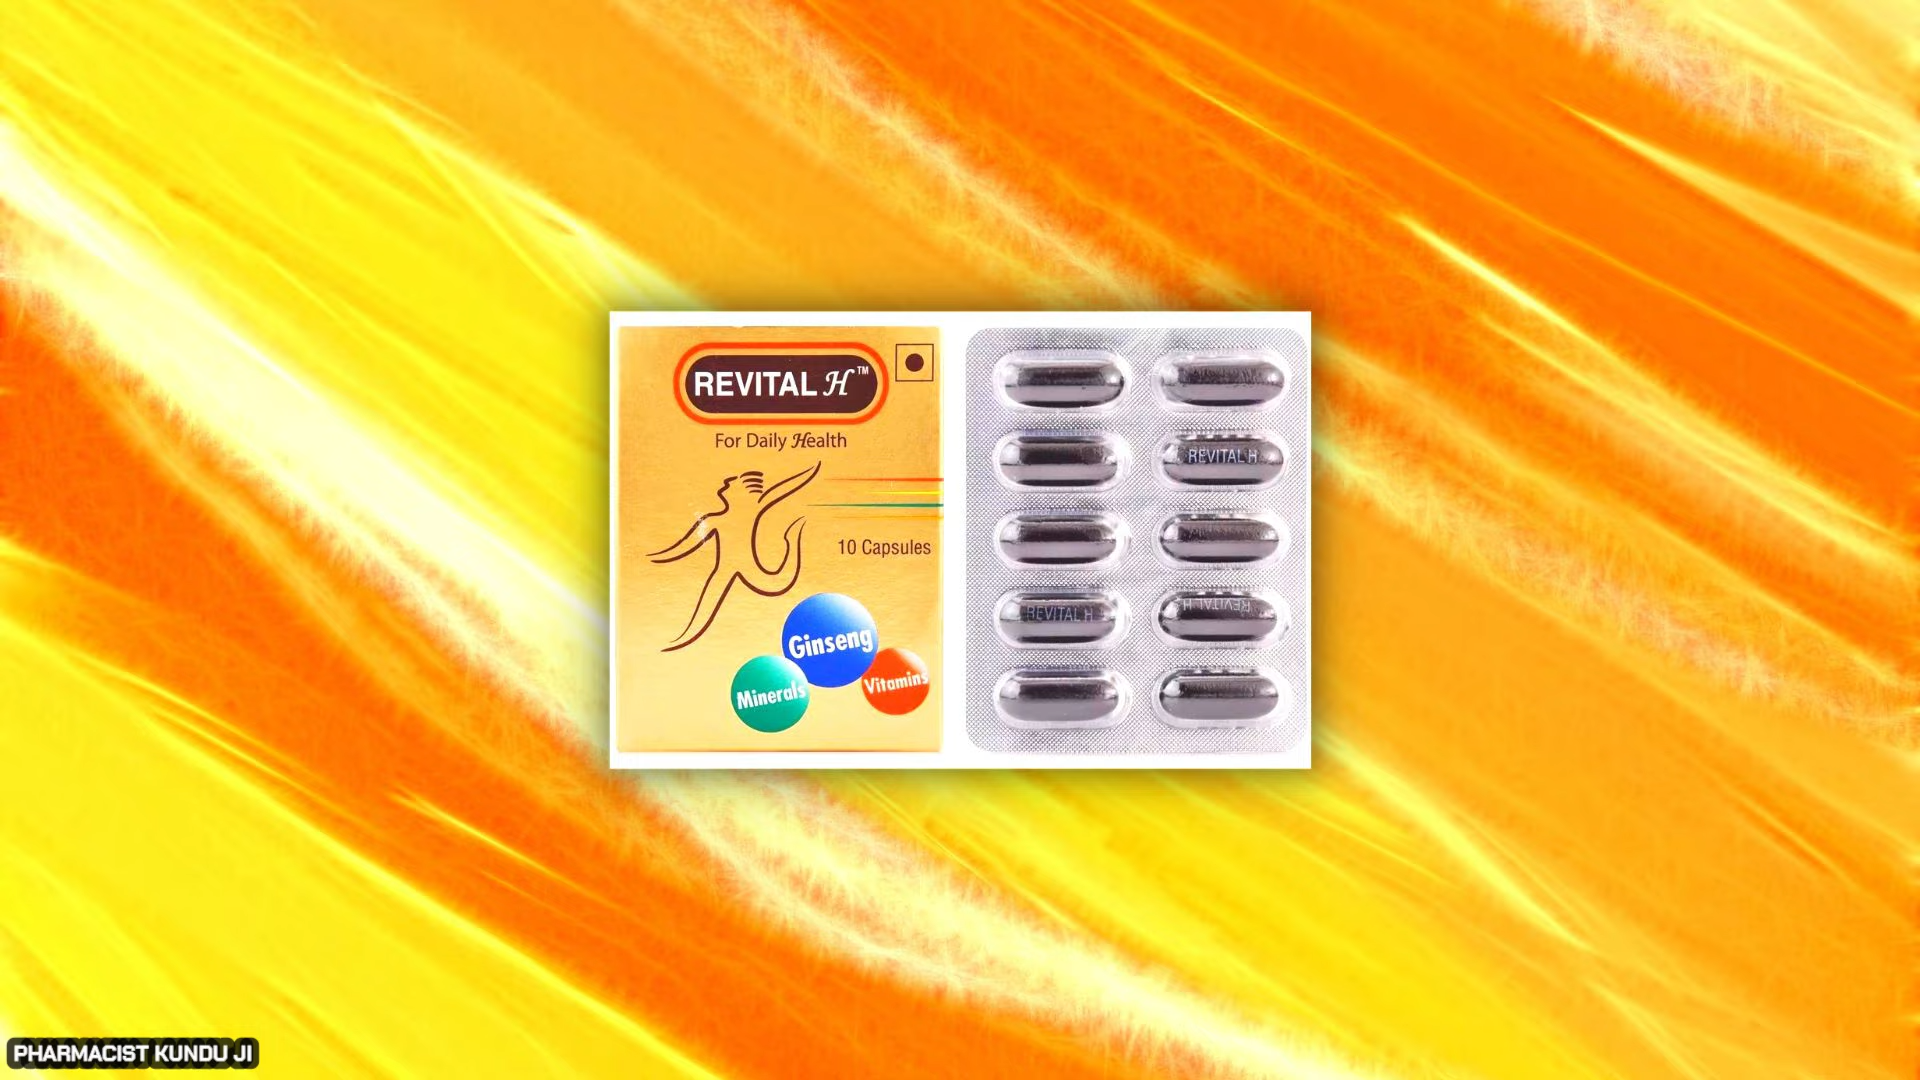 REVITAL H™
For Daily Health
10 Capsules
Ginseng
Minerals
Vitamins
REVITAL H
REVITAL H
REVITAL H
PHARMACIST KUNDU JI